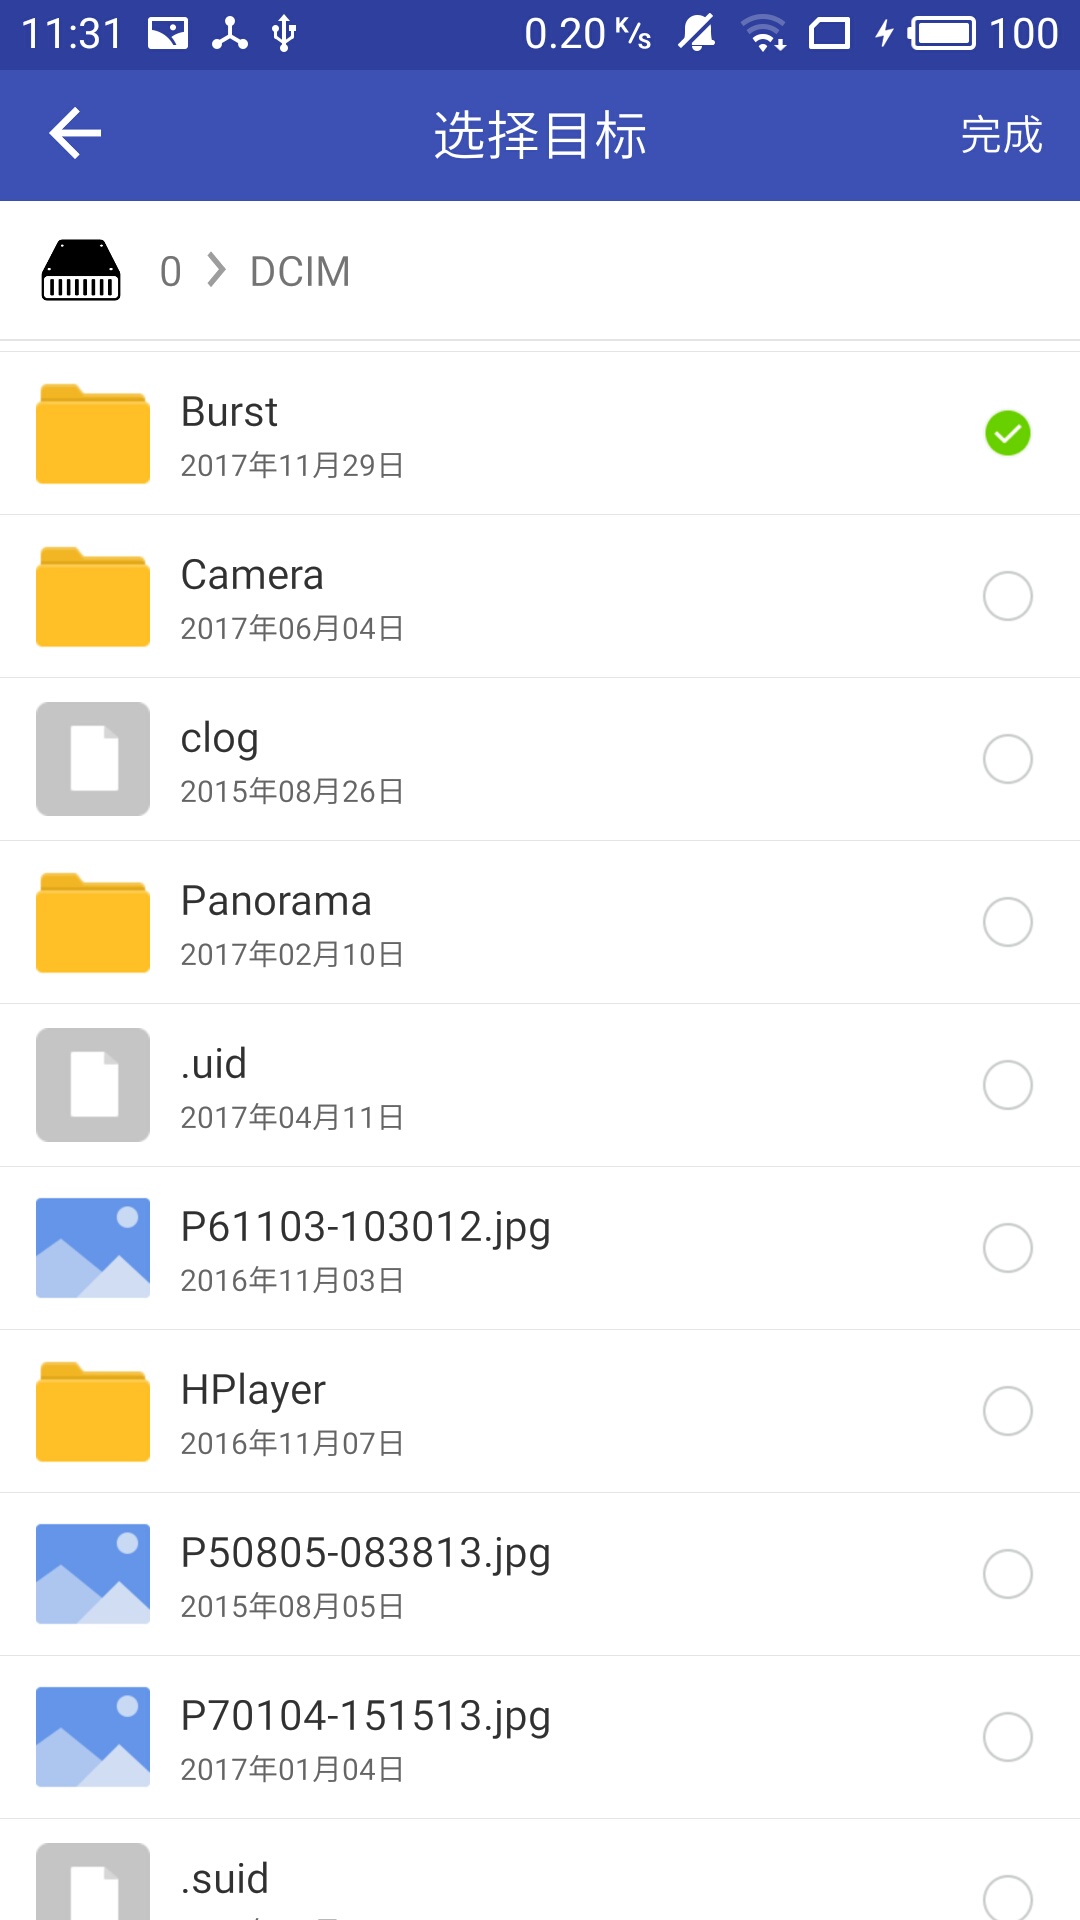 11:31 0.20 K/s 100
选择目标 完成
0 DCIM
Burst
2017年11月29日
Camera
2017年06月04日
clog
2015年08月26日
Panorama
2017年02月10日
.uid
2017年04月11日
P61103-103012.jpg
2016年11月03日
HPlayer
2016年11月07日
P50805-083813.jpg
2015年08月05日
P70104-151513.jpg
2017年01月04日
.suid